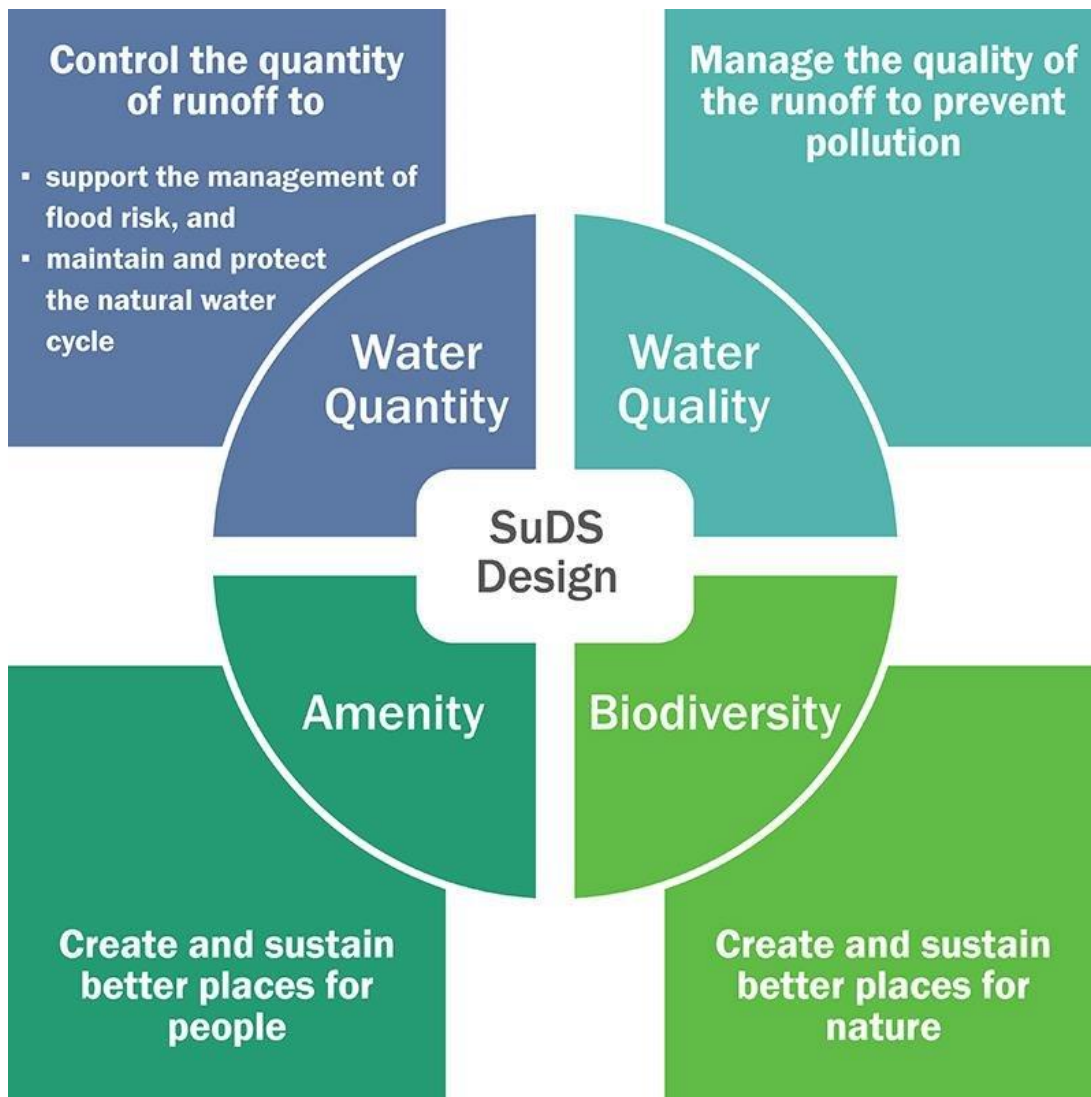 Control the quantity
of runoff to
▪ support the management of
flood risk, and
▪ maintain and protect
the natural water
cycle
Manage the quality of
the runoff to prevent
pollution
Water
Quantity
Water
Quality
SuDS
Design
Amenity
Biodiversity
Create and sustain
better places for
people
Create and sustain
better places for
nature